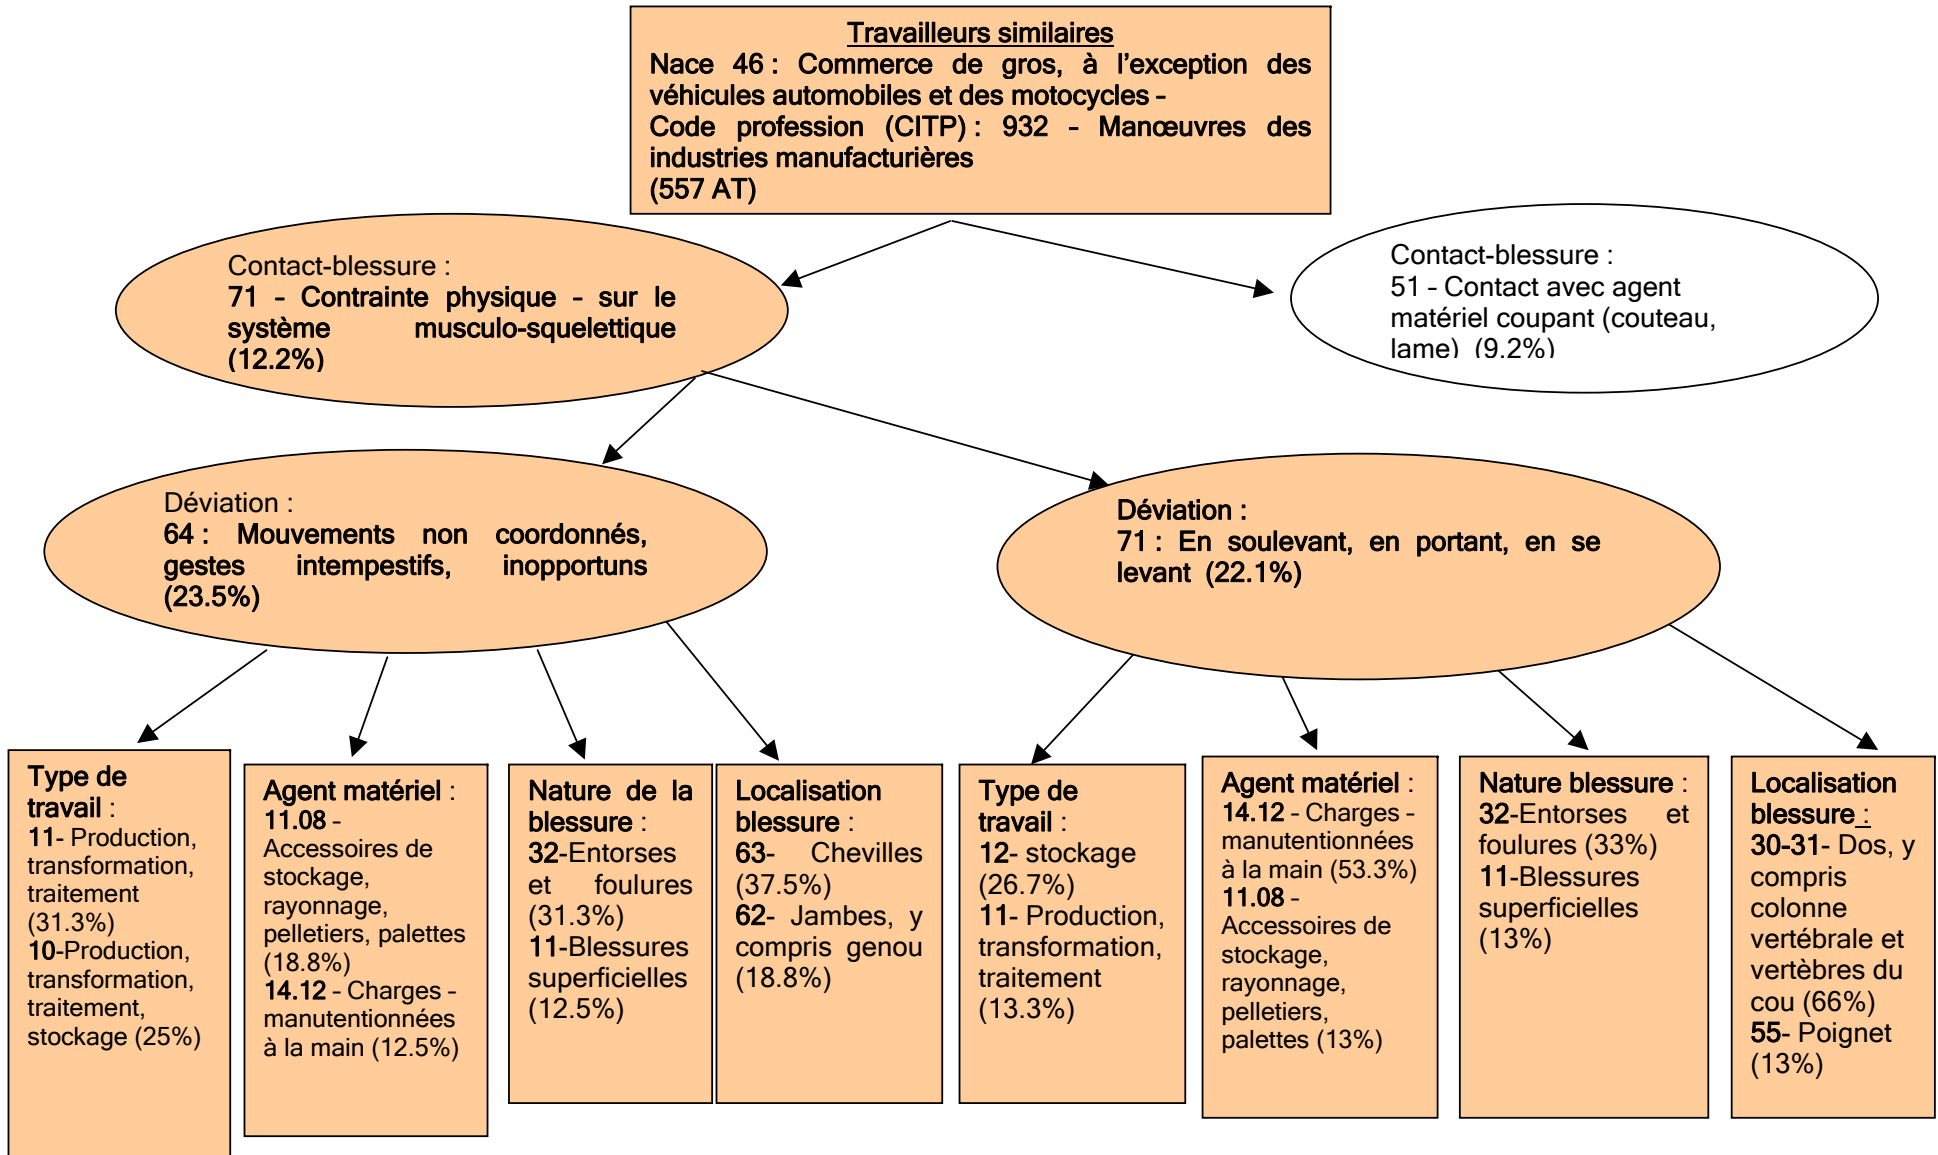 Travailleurs similaires
Nace 46 : Commerce de gros, à l'exception des
véhicules automobiles et des motocycles –
Code profession (CITP) : 932 – Manœuvres des
industries manufacturières
(557 AT)
Contact-blessure :
71 – Contrainte physique – sur le
système musculo-squelettique
(12.2%)
Contact-blessure :
51 – Contact avec agent
matériel coupant (couteau,
lame) (9.2%)
Déviation :
64 : Mouvements non coordonnés,
gestes intempestifs, inopportuns
(23.5%)
Déviation :
71 : En soulevant, en portant, en se
levant (22.1%)
Type de
travail :
11- Production,
transformation,
traitement
(31.3%)
10-Production,
transformation,
traitement,
stockage (25%)
Agent matériel :
11.08 –
Accessoires de
stockage,
rayonnage,
pelletiers, palettes
(18.8%)
14.12 – Charges –
manutentionnées
à la main (12.5%)
Nature de la
blessure :
32-Entorses
et foulures
(31.3%)
11-Blessures
superficielles
(12.5%)
Localisation
blessure :
63- Chevilles
(37.5%)
62- Jambes, y
compris genou
(18.8%)
Type de
travail :
12- stockage
(26.7%)
11- Production,
transformation,
traitement
(13.3%)
Agent matériel :
14.12 – Charges –
manutentionnées
à la main (53.3%)
11.08 –
Accessoires de
stockage,
rayonnage,
pelletiers,
palettes (13%)
Nature blessure :
32-Entorses et
foulures (33%)
11-Blessures
superficielles
(13%)
Localisation
blessure :
30-31- Dos, y
compris
colonne
vertébrale et
vertèbres du
cou (66%)
55- Poignet
(13%)